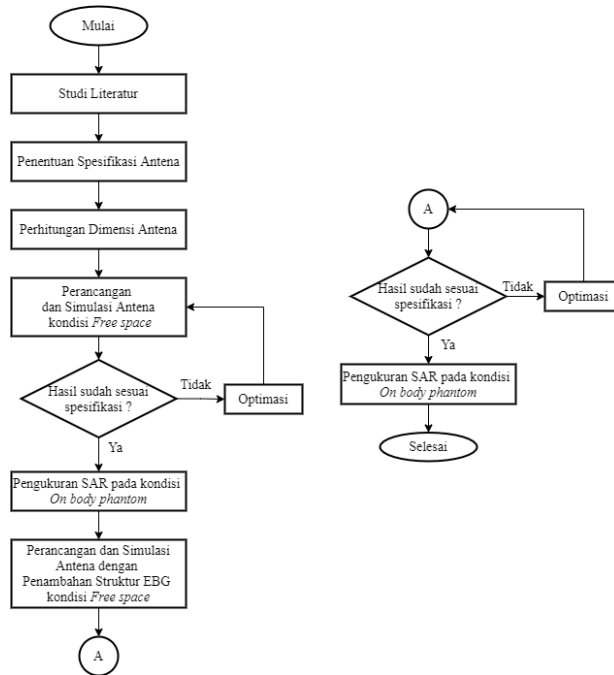 Mulai
Studi Literatur
Penentuan Spesifikasi Antena
Perhitungan Dimensi Antena
Perancangan
dan Simulasi Antena
kondisi Free space
Hasil sudah sesuai
spesifikasi ?
Tidak
Optimasi
Ya
Pengukuran SAR pada kondisi
On body phantom
Perancangan dan Simulasi
Antena dengan
Penambahan Struktur EBG
kondisi Free space
A
A
Hasil sudah sesuai
spesifikasi ?
Tidak
Optimasi
Ya
Pengukuran SAR pada kondisi
On body phantom
Selesai